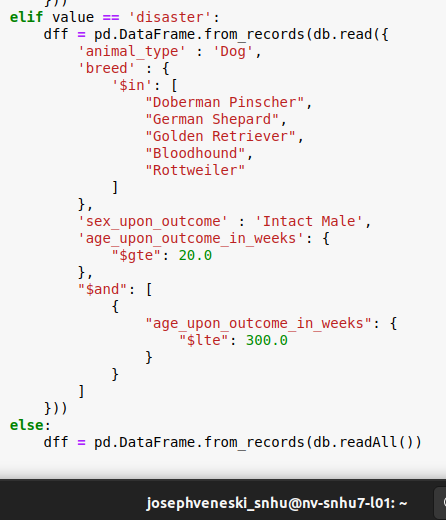 }))
elif value == 'disaster':
    dff = pd.DataFrame.from_records(db.read({
        'animal_type' : 'Dog',
        'breed' : {
            '$in': [
                "Doberman Pinscher",
                "German Shepard",
                "Golden Retriever",
                "Bloodhound",
                "Rottweiler"
            ]
        },
        'sex_upon_outcome' : 'Intact Male',
        'age_upon_outcome_in_weeks': {
            "$gte": 20.0
        },
        "$and": [
            {
                "age_upon_outcome_in_weeks": {
                    "$lte": 300.0
                }
            }
        ]
    }))
else:
    dff = pd.DataFrame.from_records(db.readAll())
josephveneski_snhu@nv-snhu7-l01: ~